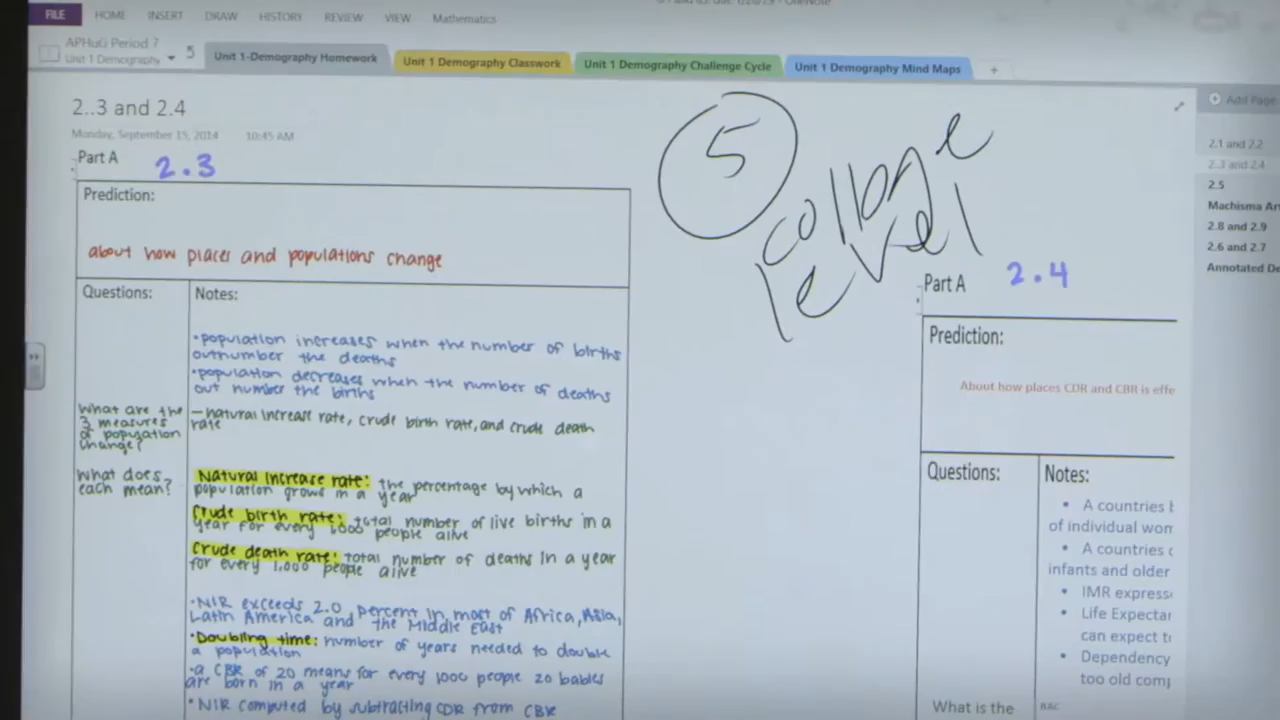 FILE HOME INSERT DRAW HISTORY REVIEW VIEW Mathematics
OneNote
APHuG Period 7
Unit 1 Demography
5
Unit 1-Demography Homework
Unit 1 Demography Classwork
Unit 1 Demography Challenge Cycle
Unit 1 Demography Mind Maps
+
2..3 and 2.4
Monday, September 15, 2014 10:45 AM
Part A 2.3
Prediction:
about how places and populations change
Questions:
Notes:
•population increases when the number of births
outnumber the deaths
•population decreases when the number of deaths
out number the births
What are the
3 measures
of population
change?
—natural increase rate, crude birth rate, and crude death
rate
What does
each mean?
Natural increase rate: the percentage by which a
population grows in a year
Crude birth rate: total number of live births in a
year for every 1,000 people alive
Crude death rate: total number of deaths in a year
for every 1,000 people alive
•NIR exceeds 2.0 percent in most of Africa, Asia,
Latin America and the Middle East
•Doubling time: number of years needed to double
a population
•a CBR of 20 means for every 1000 people 20 babies
are born in a year
•NIR computed by subtracting CDR from CBR
5
college
level
Part A 2.4
Prediction:
About how places CDR and CBR is effe
Questions:
Notes:
• A countries b
of individual wom
• A countries
infants and older
• IMR express
• Life Expectan
can expect to
• Dependency
too old comp
What is the
RAC
Add Page
2.1 and 2.2
2..3 and 2.4
2.5
Machisma Ar
2.8 and 2.9
2.6 and 2.7
Annotated De